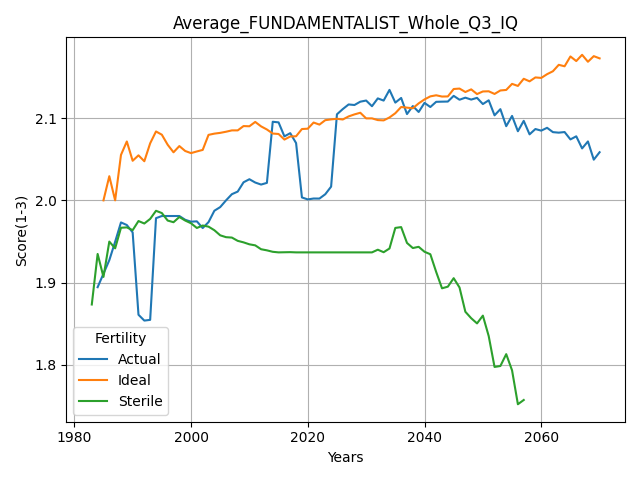 Average_FUNDAMENTALIST_Whole_Q3_IQ
Score(1-3)
2.1
2.0
1.9
1.8
Fertility
Actual
Ideal
Sterile
1980
2000
2020
2040
2060
Years